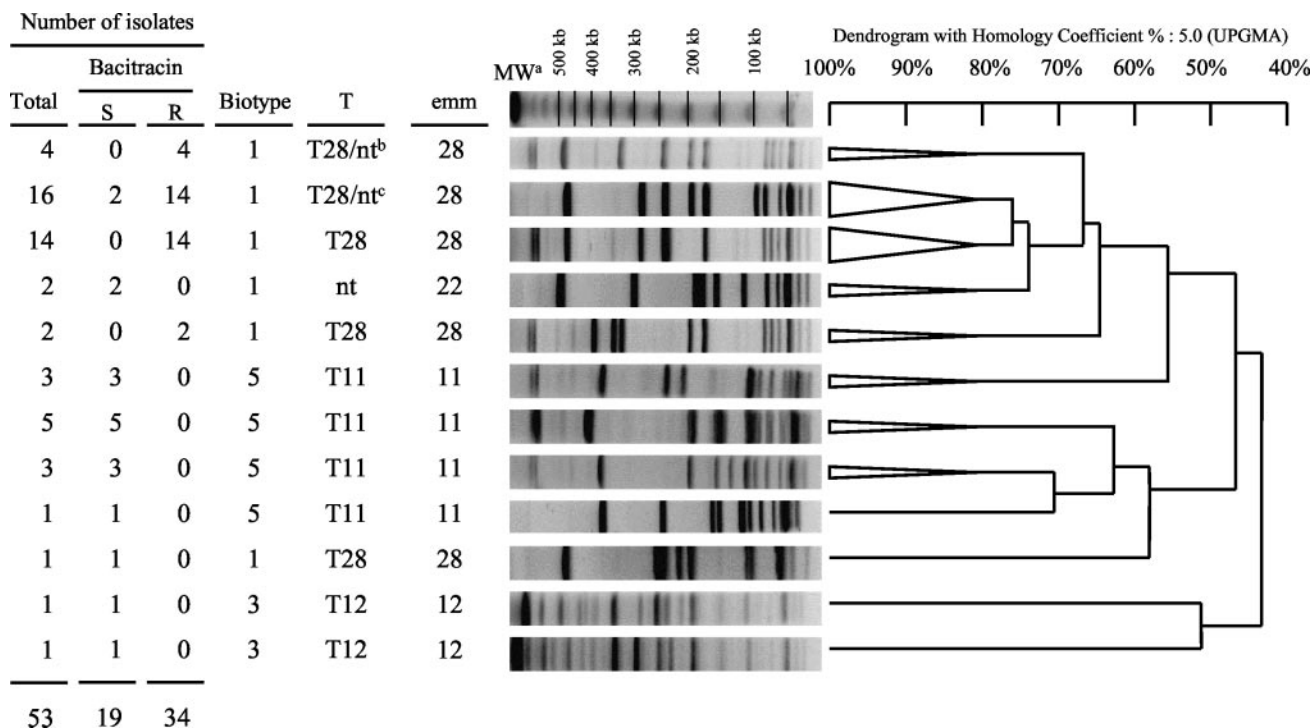 Number of isolates
Bacitracin
Total S R Biotype T emm
MWᵃ 500 kb 400 kb 300 kb 200 kb 100 kb
Dendrogram with Homology Coefficient % : 5.0 (UPGMA)
100% 90% 80% 70% 60% 50% 40%
4 0 4 1 T28/ntᵇ 28
16 2 14 1 T28/ntᶜ 28
14 0 14 1 T28 28
2 2 0 1 nt 22
2 0 2 1 T28 28
3 3 0 5 T11 11
5 5 0 5 T11 11
3 3 0 5 T11 11
1 1 0 5 T11 11
1 1 0 1 T28 28
1 1 0 3 T12 12
1 1 0 3 T12 12
53 19 34